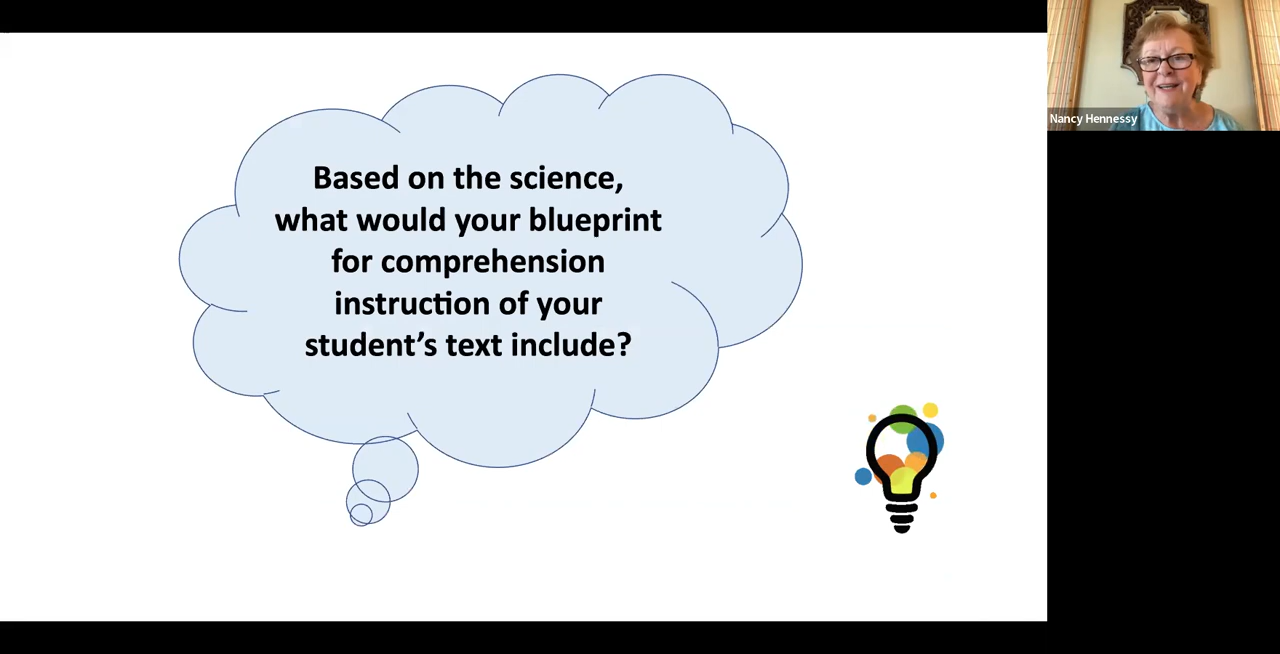 Based on the science,
what would your blueprint
for comprehension
instruction of your
student’s text include?
Nancy Hennessy